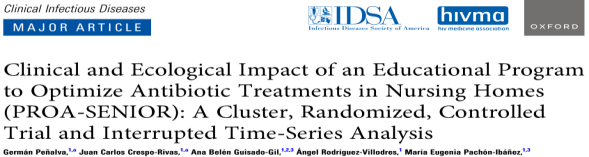 Clinical Infectious Diseases
MAJOR ARTICLE
IDSA
Infectious Diseases Society of America
hivma
hiv medicine association
OXFORD
Clinical and Ecological Impact of an Educational Program
to Optimize Antibiotic Treatments in Nursing Homes
(PROA-SENIOR): A Cluster, Randomized, Controlled
Trial and Interrupted Time-Series Analysis
Germán Peñalva,1,a Juan Carlos Crespo-Rivas,1,a Ana Belén Guisado-Gil,1,2,3 Ángel Rodríguez-Villodres,1 María Eugenia Pachón-Ibáñez,1,3